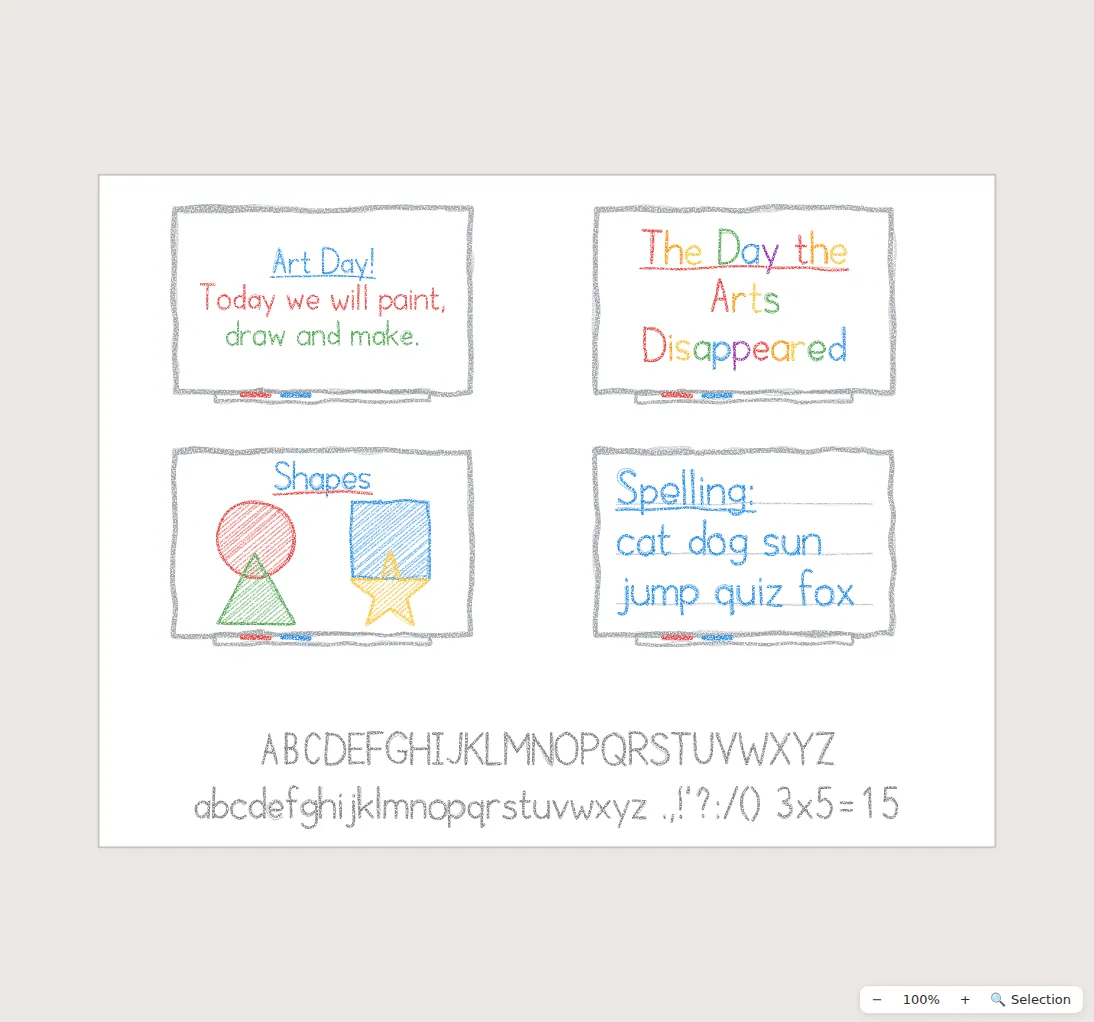 Art Day!
Today we will paint,
draw and make.
The Day the
Arts
Disappeared
Shapes
Spelling:
cat dog sun
jump quiz fox
ABCDEFGHIJKLMNOPQRSTUVWXYZ
abcdefghijklmnopqrstuvwxyz .,!'?:/() 3x5=15
− 100% + 🔍 Selection